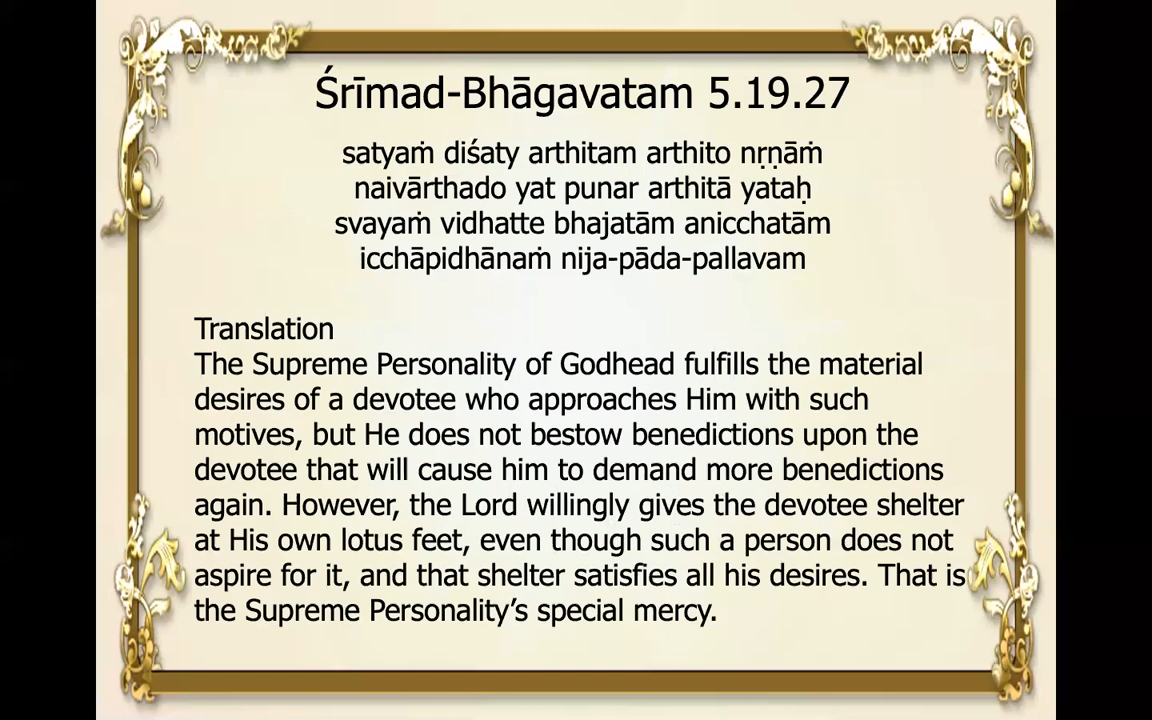 Śrīmad-Bhāgavatam 5.19.27
satyaṁ diśaty arthitam arthito nṛṇāṁ
naivārthado yat punar arthitā yataḥ
svayaṁ vidhatte bhajatām anicchatām
icchāpidhānaṁ nija-pāda-pallavam
Translation
The Supreme Personality of Godhead fulfills the material
desires of a devotee who approaches Him with such
motives, but He does not bestow benedictions upon the
devotee that will cause him to demand more benedictions
again. However, the Lord willingly gives the devotee shelter
at His own lotus feet, even though such a person does not
aspire for it, and that shelter satisfies all his desires. That is
the Supreme Personality’s special mercy.